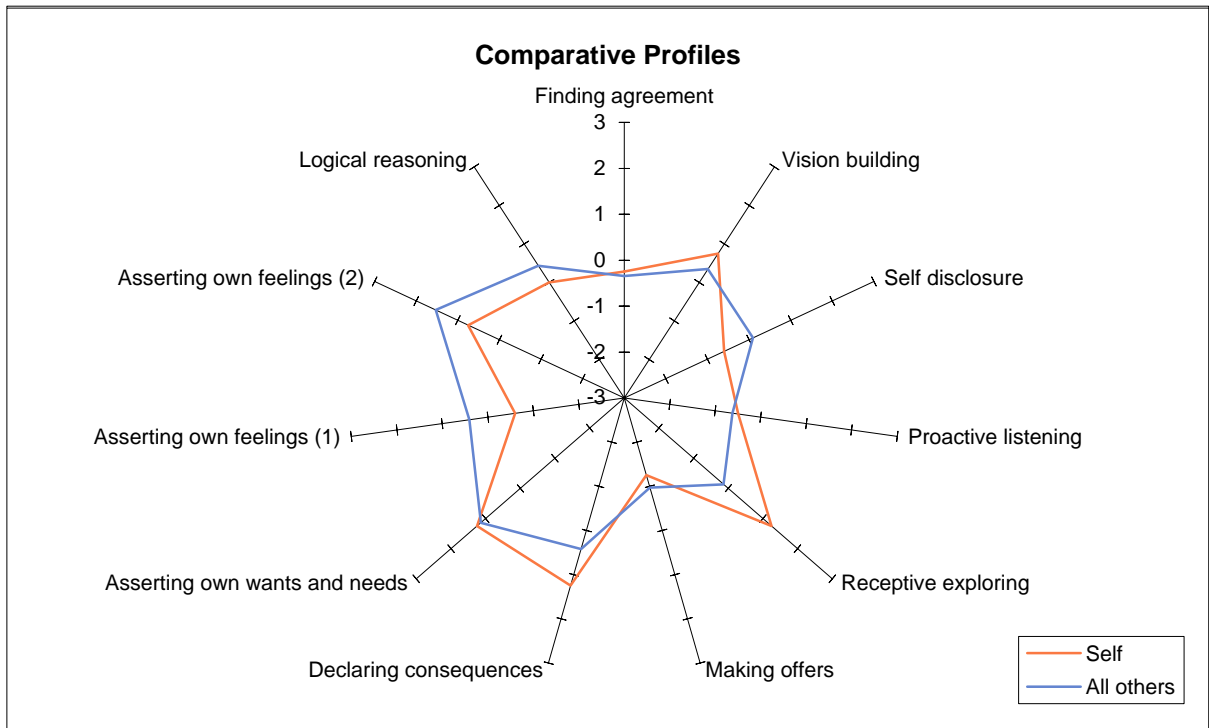 Comparative Profiles
Finding agreement
3
2
1
0
-1
-2
-3
Vision building
Self disclosure
Proactive listening
Receptive exploring
Making offers
Declaring consequences
Asserting own wants and needs
Asserting own feelings (1)
Asserting own feelings (2)
Logical reasoning
Self
All others